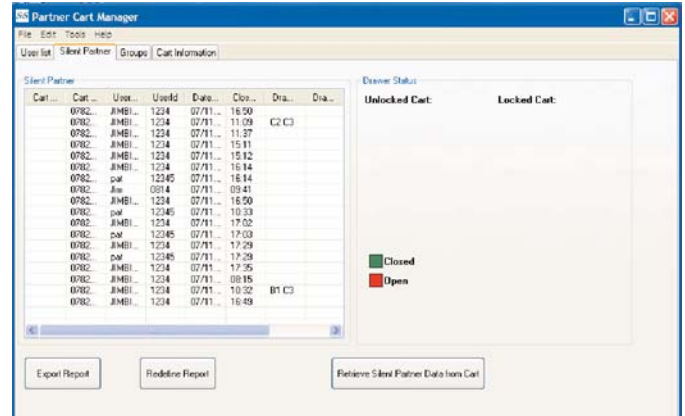 SiS Partner Cart Manager
File Edit Tools Help
User list Silent Partner Groups Cart Information
Silent Partner
Cart ... Cart ... User... UserId Date... Clos... Dra... Dra...
0782... JIMBI... 1234 07/11... 16:50
0782... JIMBI... 1234 07/11... 11:09 C2 C3
0782... JIMBI... 1234 07/11... 11:37
0782... JIMBI... 1234 07/11... 15:11
0782... JIMBI... 1234 07/11... 15:12
0782... JIMBI... 1234 07/11... 16:14
0782... pat 12345 07/11... 16:14
0782... Jim 0814 07/11... 09:41
0782... JIMBI... 1234 07/11... 16:50
0782... pat 12345 07/11... 10:33
0782... JIMBI... 1234 07/11... 17:02
0782... pat 12345 07/11... 17:03
0782... JIMBI... 1234 07/11... 17:29
0782... pat 12345 07/11... 17:29
0782... JIMBI... 1234 07/11... 17:35
0782... JIMBI... 1234 07/11... 08:15
0782... JIMBI... 1234 07/11... 10:32 B1 C3
0782... JIMBI... 1234 07/11... 16:49
Drawer Status
Unlocked Cart: Locked Cart:
Closed
Open
Export Report Redefine Report Retrieve Silent Partner Data from Cart